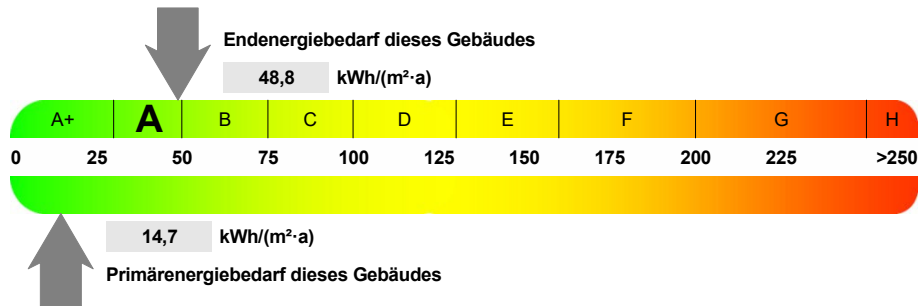 Endenergiebedarf dieses Gebäudes
48,8 kWh/(m²·a)
A+ A B C D E F G H
0 25 50 75 100 125 150 175 200 225 >250
14,7 kWh/(m²·a)
Primärenergiebedarf dieses Gebäudes